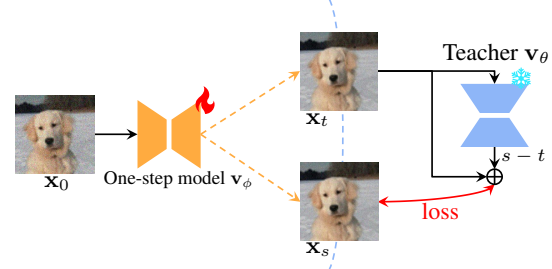 Teacher v_θ
x_t
s − t
x_0
One-step model v_ϕ
loss
x_s